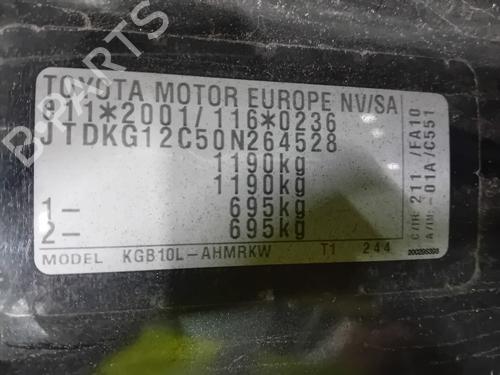 B-PARTS
TOYOTA MOTOR EUROPE NV/SA
e11*2001/116*0236
JTDKG12C50N264528
1190kg
1190kg
1- 695kg
2- 695kg
MODEL KGB10L-AHMRKW T1 244
C/TR: 211 /FA10
A/TM: -01A/C551